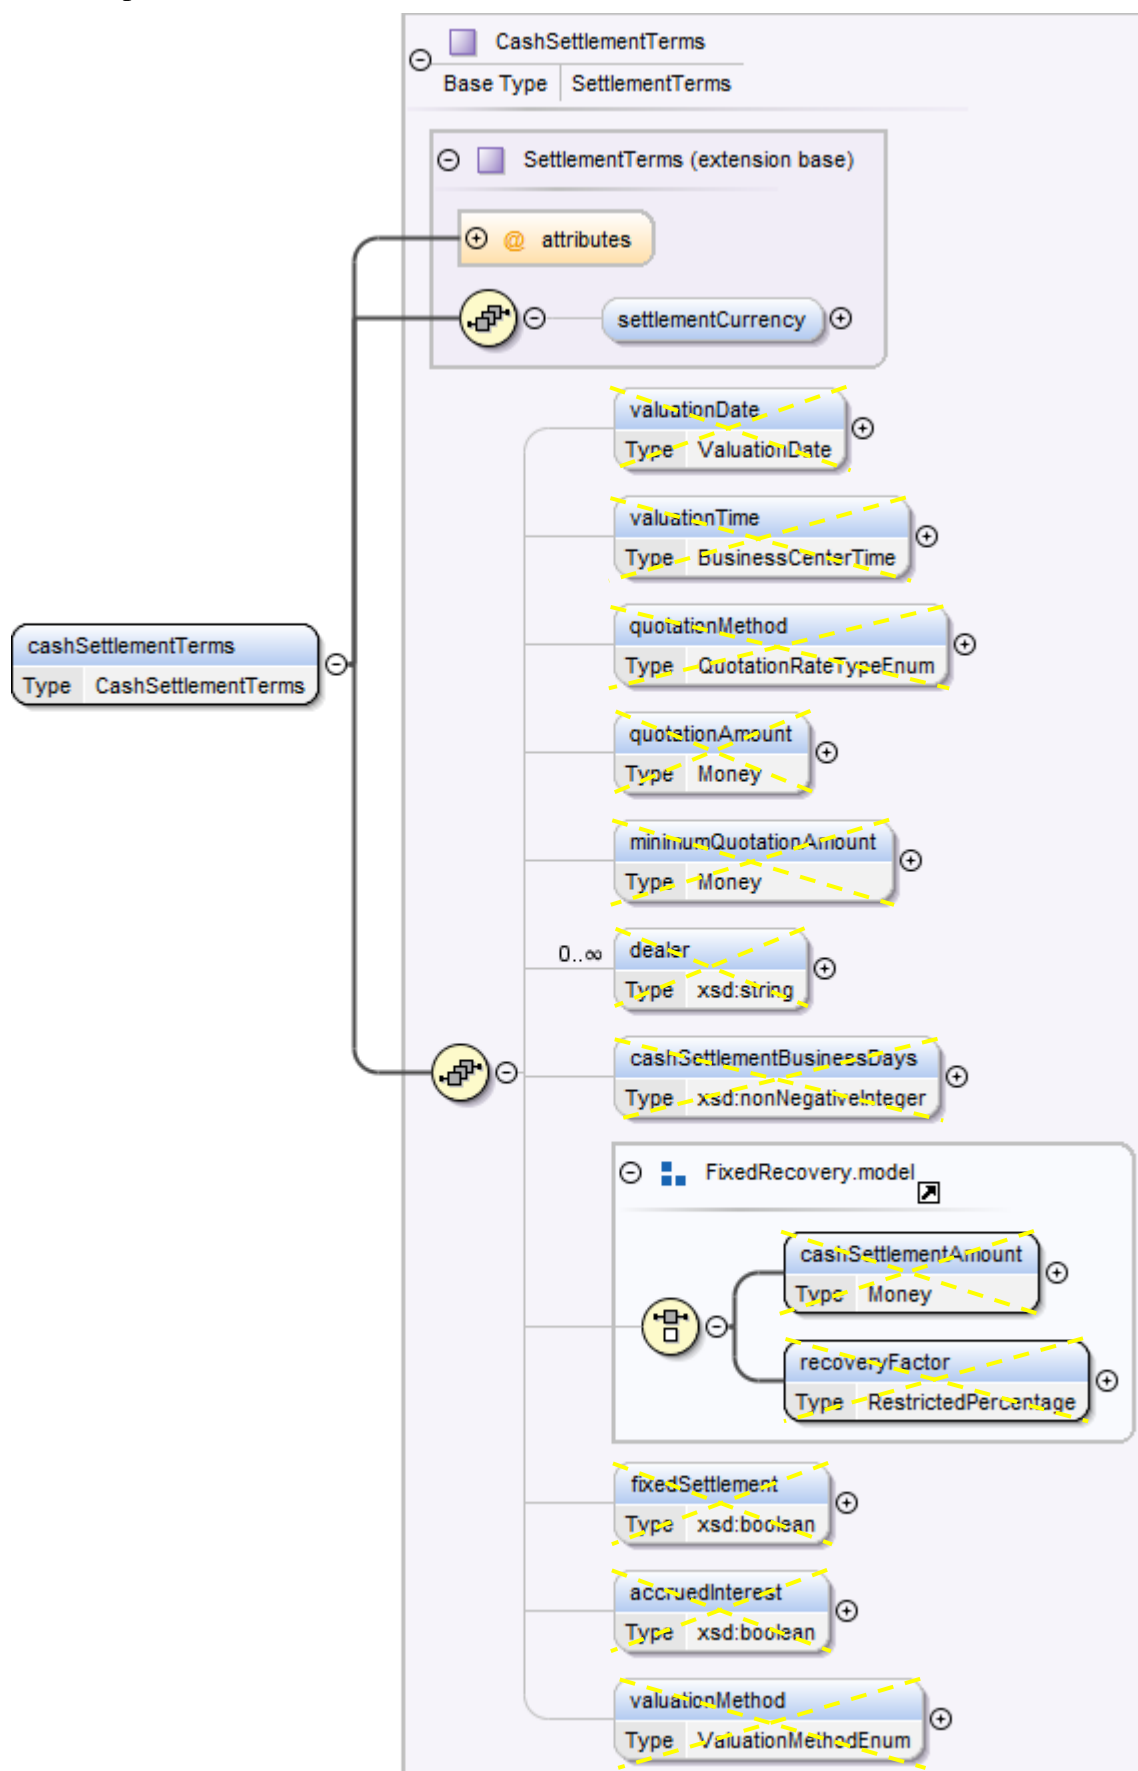 CashSettlementTerms
Base Type SettlementTerms
SettlementTerms (extension base)
@ attributes
settlementCurrency
valuationDate
Type ValuationDate
valuationTime
Type BusinessCenterTime
quotationMethod
Type QuotationRateTypeEnum
cashSettlementTerms
Type CashSettlementTerms
quotationAmount
Type Money
minimumQuotationAmount
Type Money
0..∞
dealer
Type xsd:string
cashSettlementBusinessDays
Type xsd:nonNegativeInteger
FixedRecovery.model
cashSettlementAmount
Type Money
recoveryFactor
Type RestrictedPercentage
fixedSettlement
Type xsd:boolean
accruedInterest
Type xsd:boolean
valuationMethod
Type ValuationMethodEnum